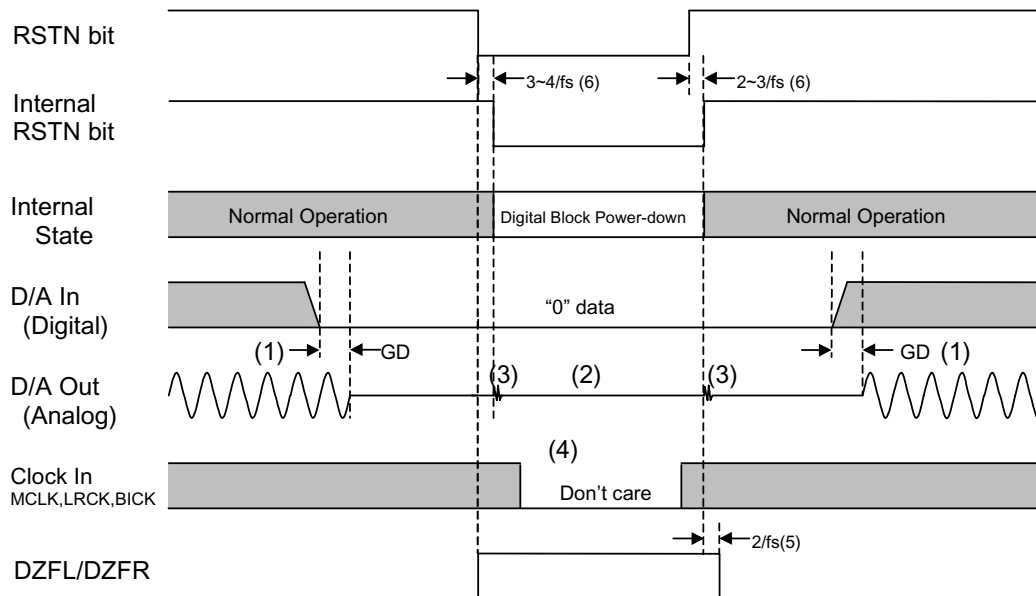 RSTN bit
3~4/fs (6)
2~3/fs (6)
Internal
RSTN bit
Internal
State
Normal Operation
Digital Block Power-down
Normal Operation
D/A In
(Digital)
“0” data
(1)
GD
GD
(1)
D/A Out
(Analog)
(3)
(2)
(3)
(4)
Clock In
MCLK,LRCK,BICK
Don’t care
2/fs(5)
DZFL/DZFR